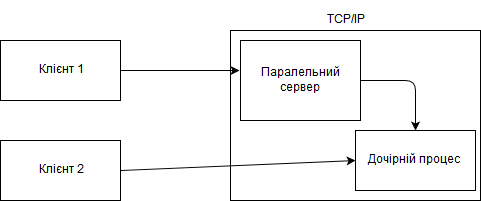 TCP/IP
Клієнт 1
Паралельний
сервер
Клієнт 2
Дочірній процес